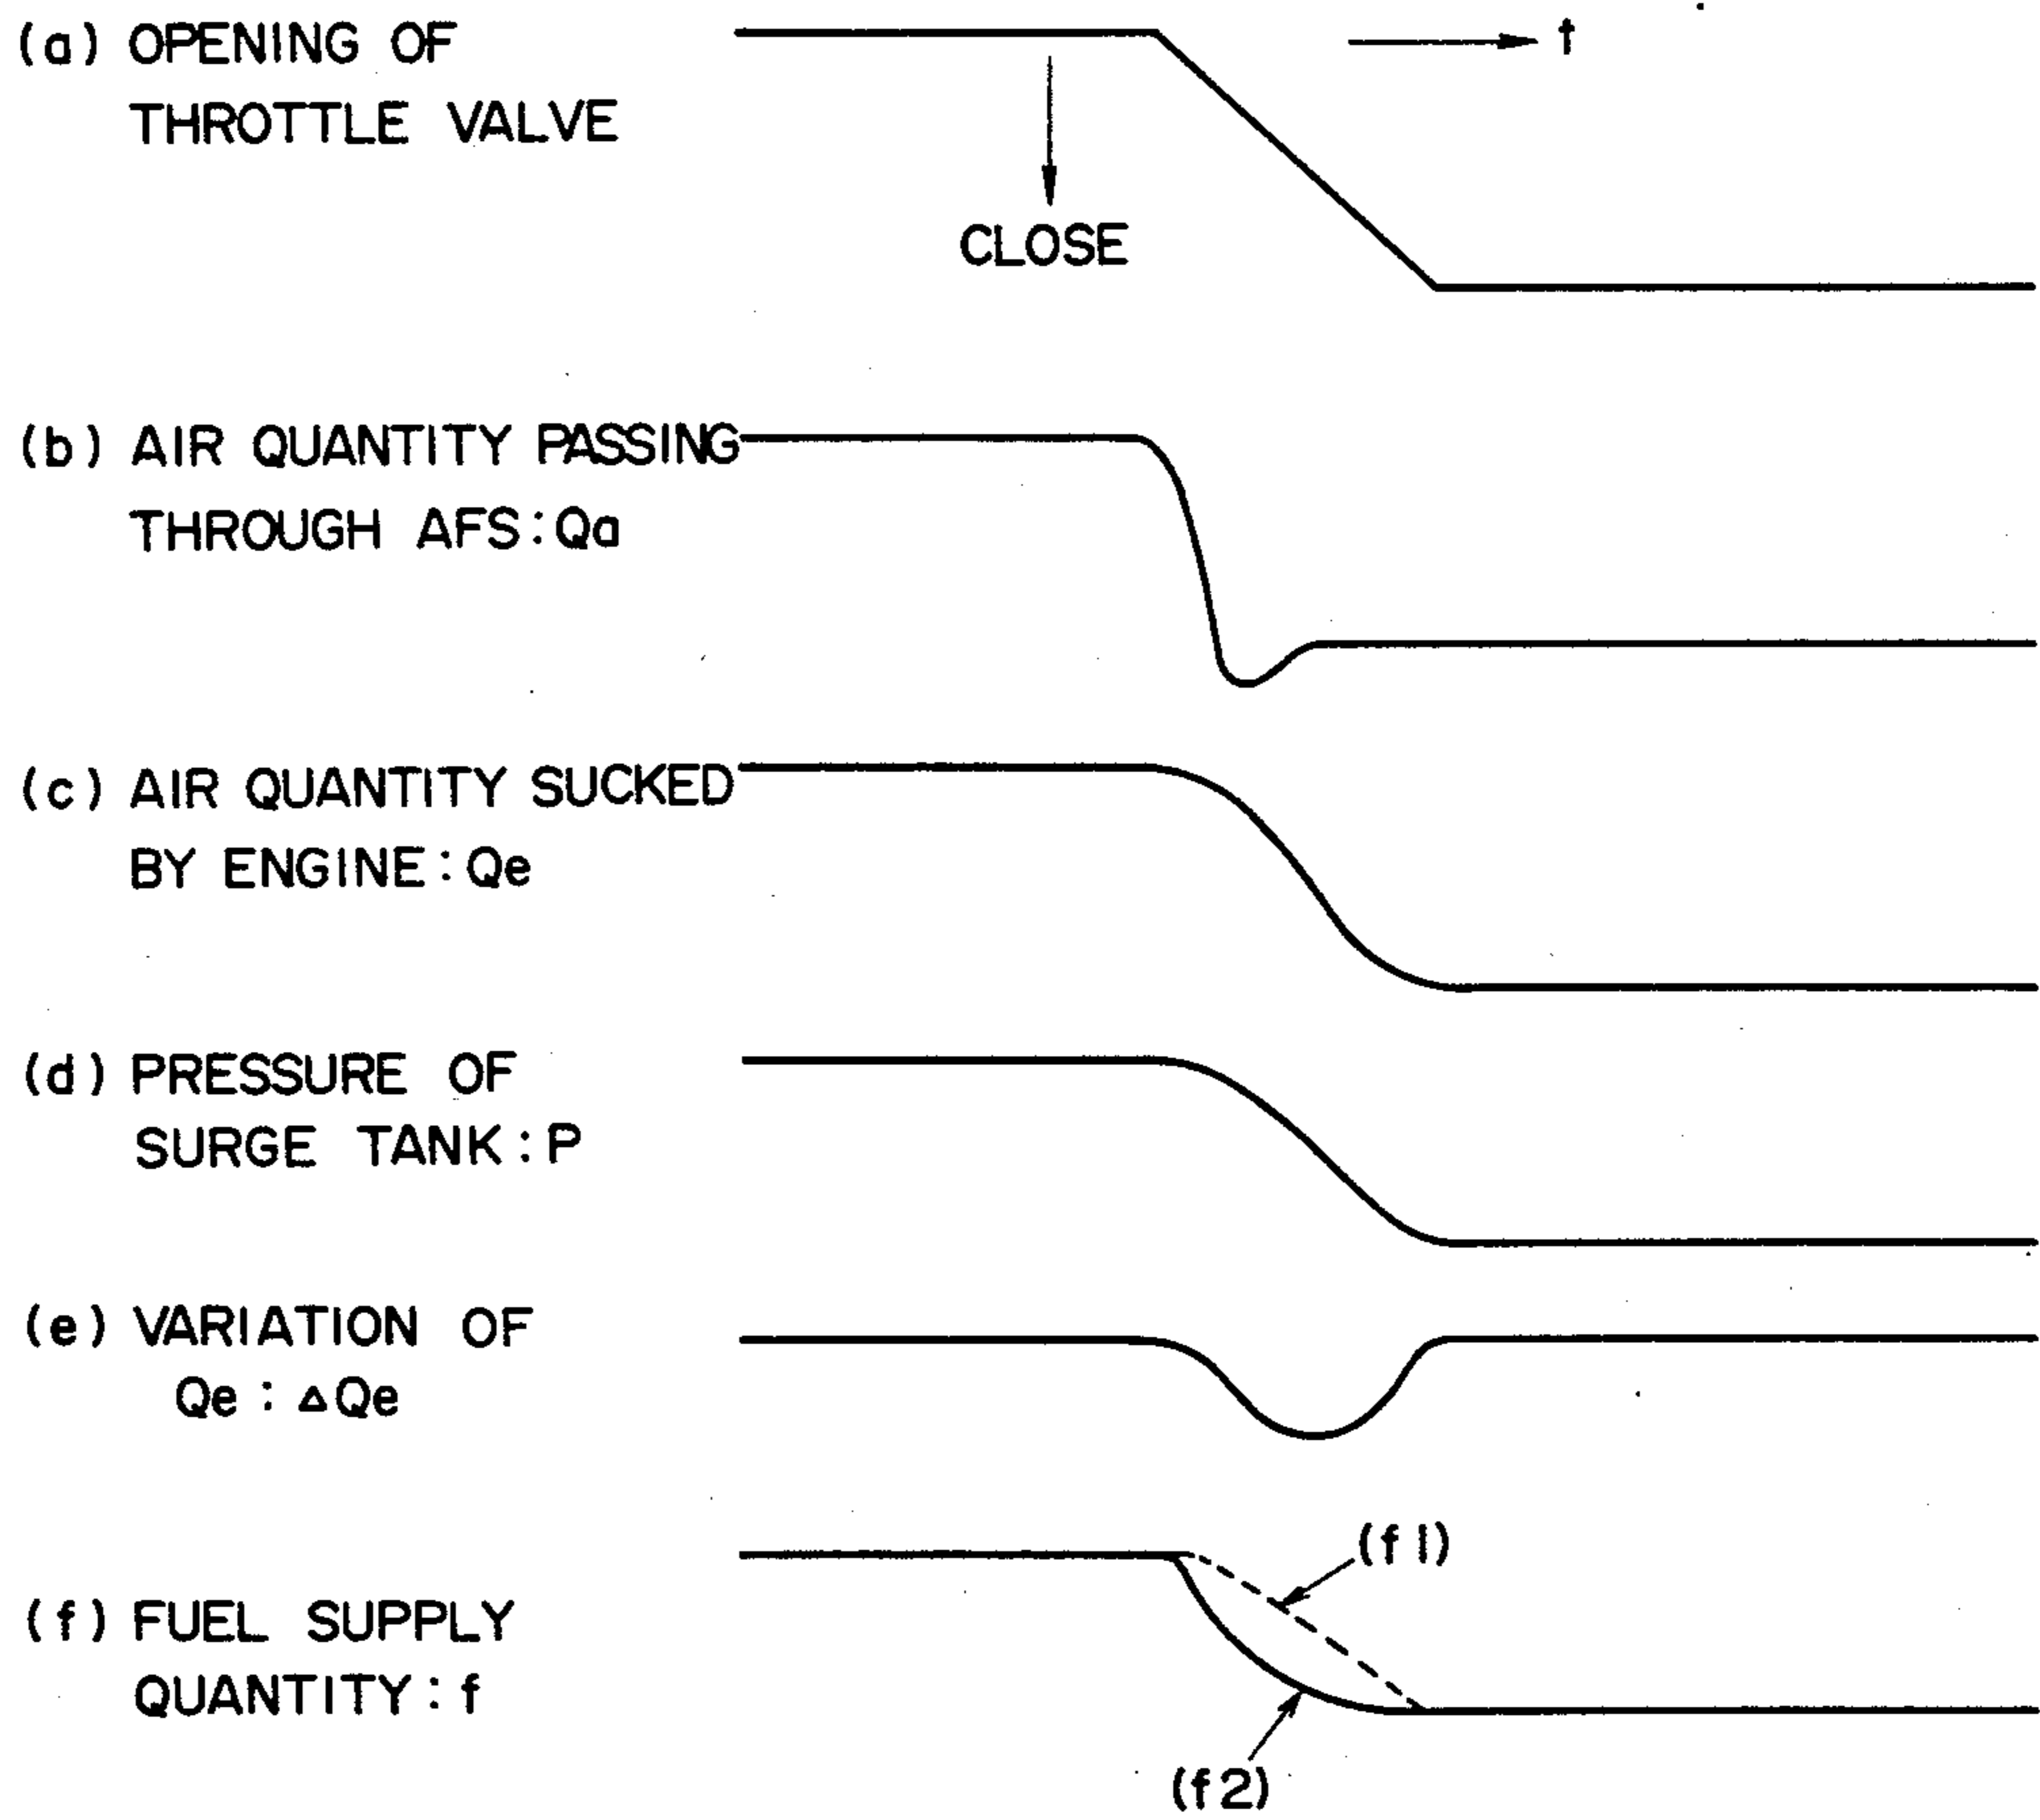 (a) OPENING OF
THROTTLE VALVE
f
CLOSE
(b) AIR QUANTITY PASSING
THROUGH AFS : Qa
(c) AIR QUANTITY SUCKED
BY ENGINE : Qe
(d) PRESSURE OF
SURGE TANK : P
(e) VARIATION OF
Qe : ΔQe
(f1)
(f) FUEL SUPPLY
QUANTITY : f
(f2)